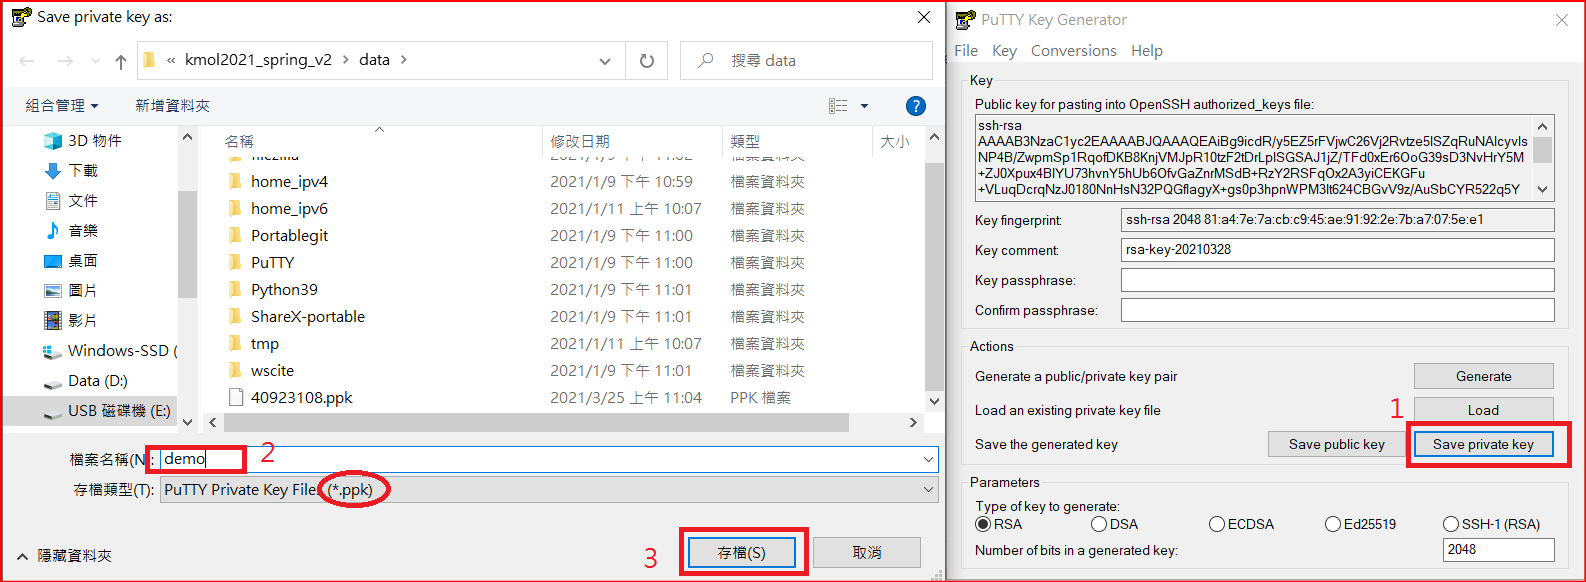 Save private key as:
« kmol2021_spring_v2 > data >
搜尋 data
組合管理
新增資料夾
?
3D 物件
下載
文件
音樂
桌面
圖片
影片
Windows-SSD (
Data (D:)
USB 磁碟機 (E:)
名稱
修改日期
類型
大小
home_ipv4 2021/1/9 下午 10:59 檔案資料夾
home_ipv6 2021/1/11 上午 10:07 檔案資料夾
Portablegit 2021/1/9 下午 11:00 檔案資料夾
PuTTY 2021/1/9 下午 11:00 檔案資料夾
Python39 2021/1/9 下午 11:01 檔案資料夾
ShareX-portable 2021/1/9 下午 11:01 檔案資料夾
tmp 2021/1/11 上午 10:07 檔案資料夾
wscite 2021/1/9 下午 11:01 檔案資料夾
40923108.ppk 2021/3/25 上午 11:04 PPK 檔案
檔案名稱(N): demo
2
存檔類型(T): PuTTY Private Key Files (*.ppk)
隱藏資料夾
3
存檔(S)
取消
PuTTY Key Generator
File Key Conversions Help
Key
Public key for pasting into OpenSSH authorized_keys file:
ssh-rsa
AAAAB3NzaC1yc2EAAAABJQAAAQEAiBg9icdR/y5EZ5rFVjwC26Vj2Rvtze5lSZqRuNAlcyvls
NP4B/ZwpmSp1RqofDKB8KnjVMJpR10tzF2tDrLplSGSAJ1jZ/TFd0xEr6OoG39sD3NvHrY5M
+ZJ0Xpux4BIYU73hvnY5hUb6OfvGaZnrMSdB+RzY2RSFqOx2A3yiCEKGFu
+VLuqDcrqNzJ0180NnHsN32PQGflagyX+gs0p3hpnWPM3lt624CBGvV9z/AuSbCYR522q5Y
Key fingerprint: ssh-rsa 2048 81:a4:7e:7a:cb:c9:45:ae:91:92:2e:7b:a7:07:5e:e1
Key comment: rsa-key-20210328
Key passphrase:
Confirm passphrase:
Actions
Generate a public/private key pair
Generate
Load an existing private key file
1
Load
Save the generated key
Save public key
Save private key
Parameters
Type of key to generate:
RSA DSA ECDSA Ed25519 SSH-1 (RSA)
Number of bits in a generated key: 2048